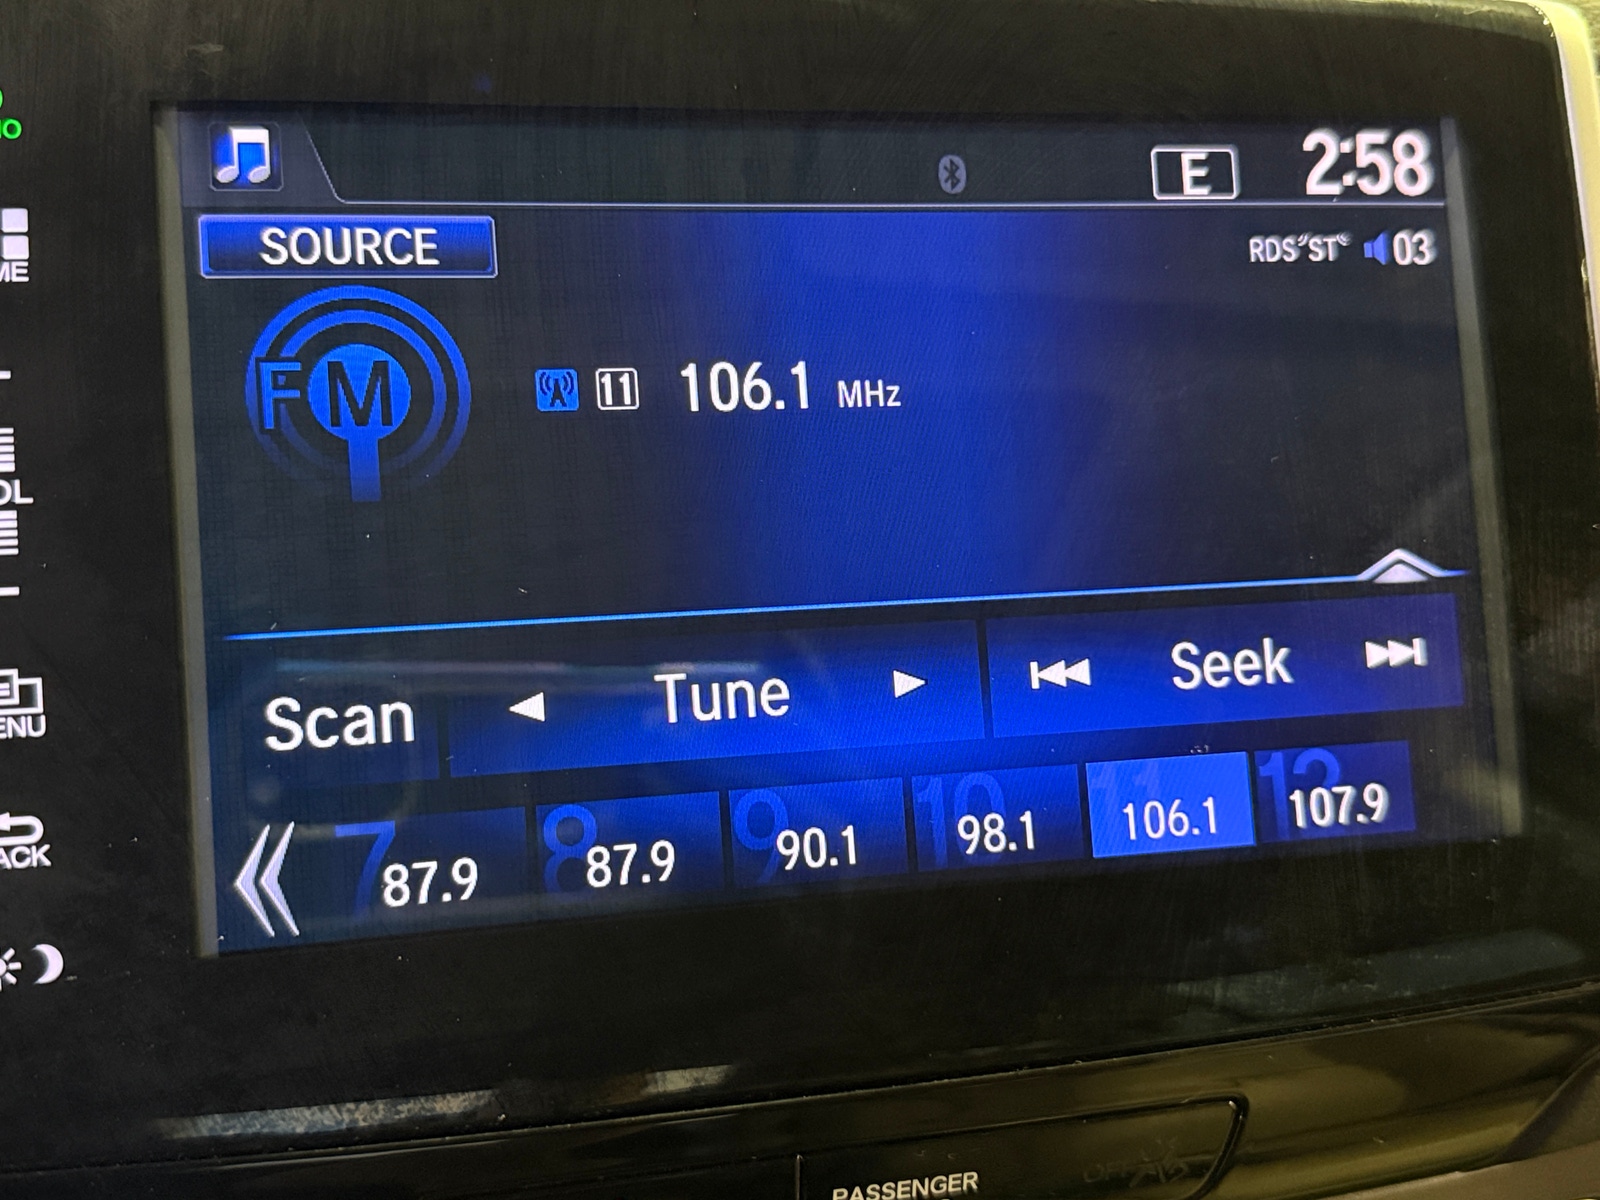 E 2:58
SOURCE
RDS "ST" 03
FM
11 106.1 MHz
Scan Tune Seek
7 87.9 8 87.9 9 90.1 10 98.1 11 106.1 12 107.9
PASSENGER